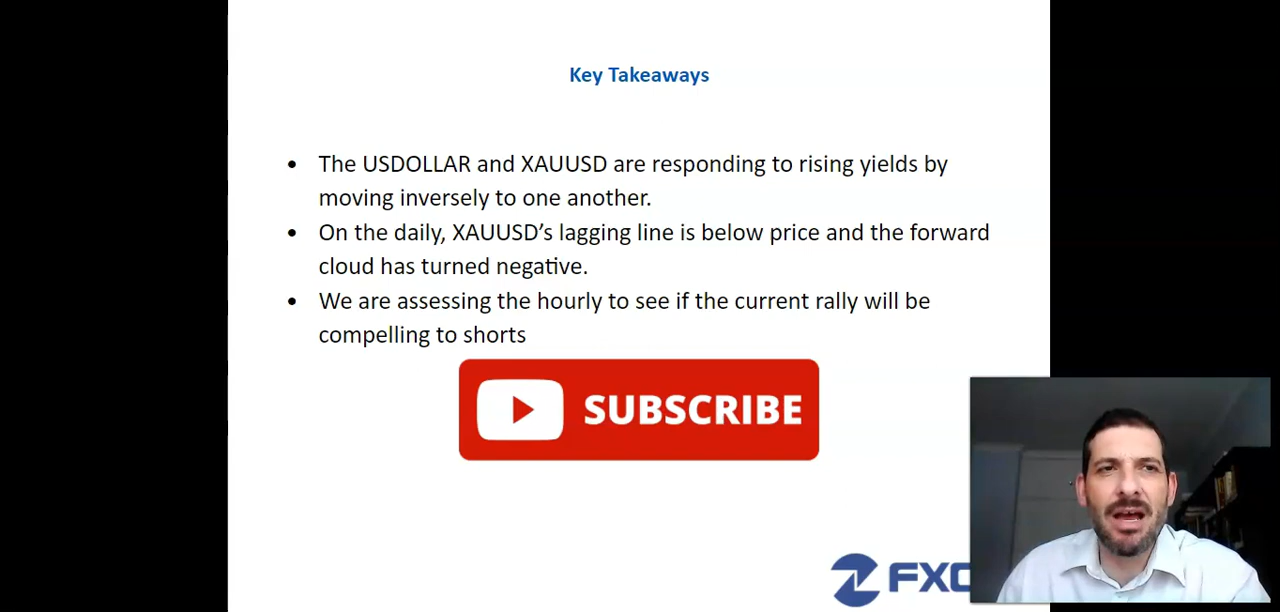 Key Takeaways
• The USDOLLAR and XAUUSD are responding to rising yields by
moving inversely to one another.
• On the daily, XAUUSD’s lagging line is below price and the forward
cloud has turned negative.
• We are assessing the hourly to see if the current rally will be
compelling to shorts
SUBSCRIBE
FXC